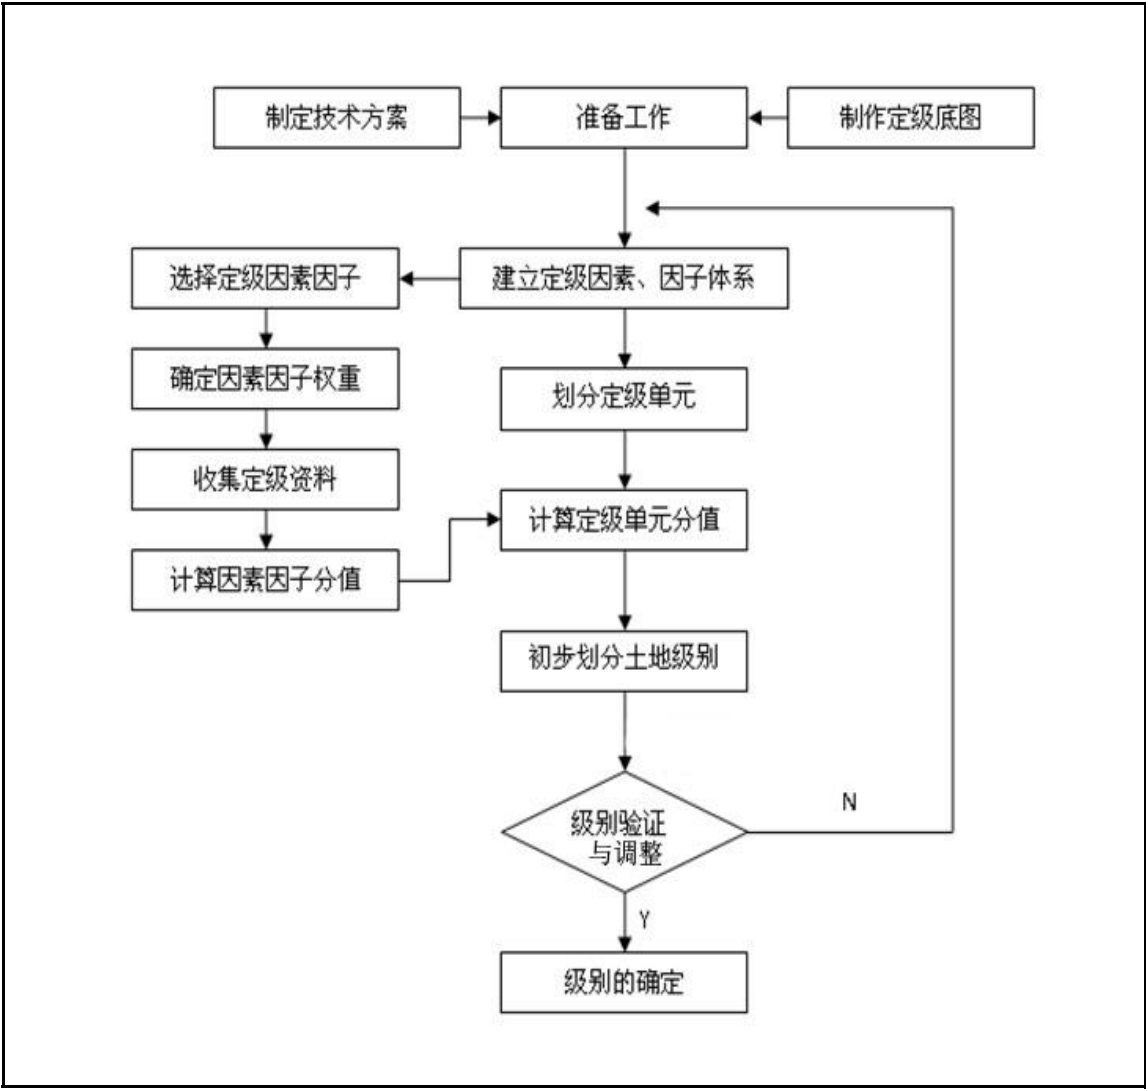 制定技术方案
准备工作
制作定级底图
选择定级因素因子
建立定级因素、因子体系
确定因素因子权重
划分定级单元
收集定级资料
计算定级单元分值
计算因素因子分值
初步划分土地级别
级别验证
与调整
N
Y
级别的确定